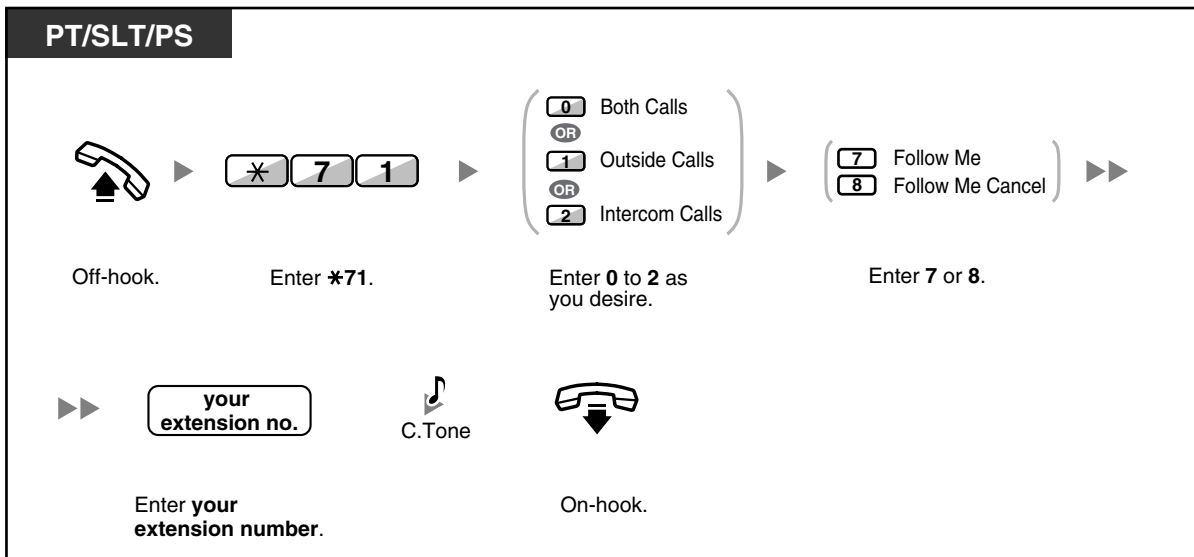 PT/SLT/PS
0 Both Calls
OR
1 Outside Calls
OR
2 Intercom Calls
* 7 1
7 Follow Me
8 Follow Me Cancel
Off-hook.
Enter *71.
Enter 0 to 2 as
you desire.
Enter 7 or 8.
your
extension no.
C.Tone
Enter your
extension number.
On-hook.